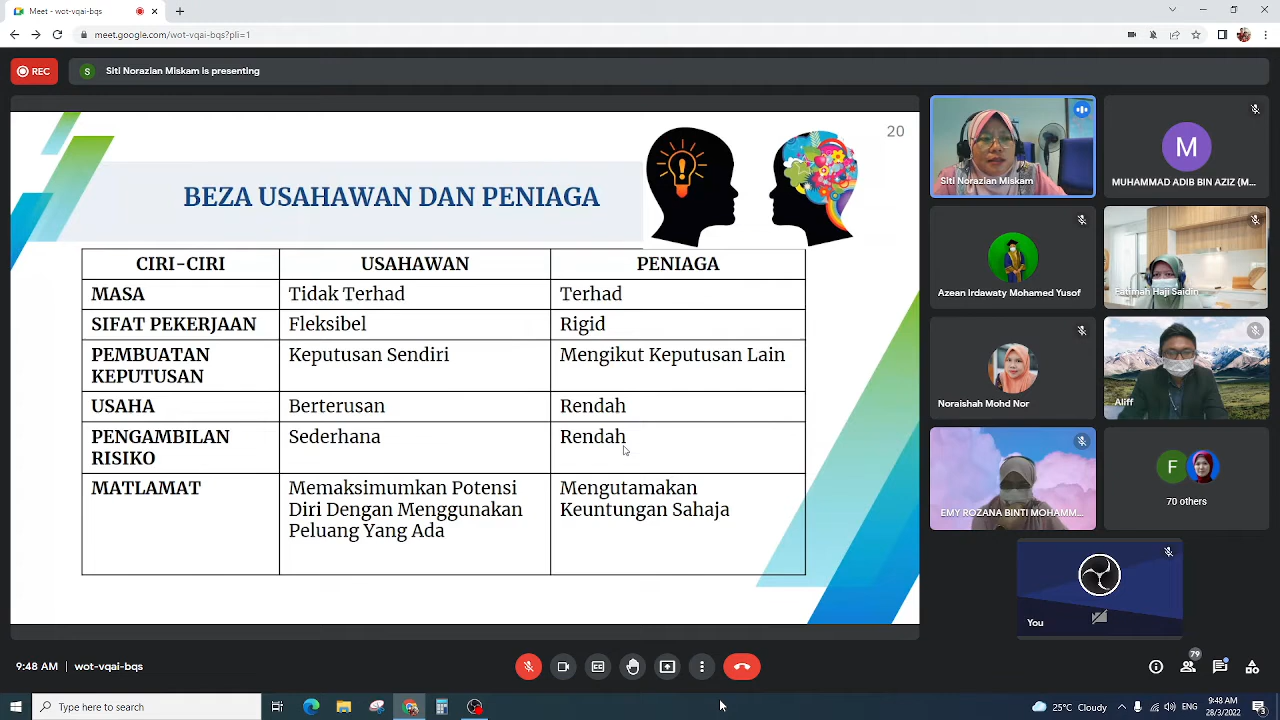 Meet - wot-vqai-bqs
meet.google.com/wot-vqai-bqs?pli=1
REC
S
Siti Norazian Miskam is presenting
20
BEZA USAHAWAN DAN PENIAGA
CIRI-CIRI USAHAWAN PENIAGA
MASA Tidak Terhad Terhad
SIFAT PEKERJAAN Fleksibel Rigid
PEMBUATAN Keputusan Sendiri Mengikut Keputusan Lain
KEPUTUSAN
USAHA Berterusan Rendah
PENGAMBILAN Sederhana Rendah
RISIKO
MATLAMAT Memaksimumkan Potensi Mengutamakan
Diri Dengan Menggunakan Keuntungan Sahaja
Peluang Yang Ada
Siti Norazian Miskam
M
MUHAMMAD ADIB BIN AZIZ (M...
Azean Irdawaty Mohamed Yusof
Fatimah Haji Saidin
Noraishah Mohd Nor
Aliff
EMY ROZANA BINTI MOHAMM...
F
70 others
You
9:48 AM | wot-vqai-bqs
79
Type here to search
25°C Cloudy
9:48 AM
28/3/2022
3